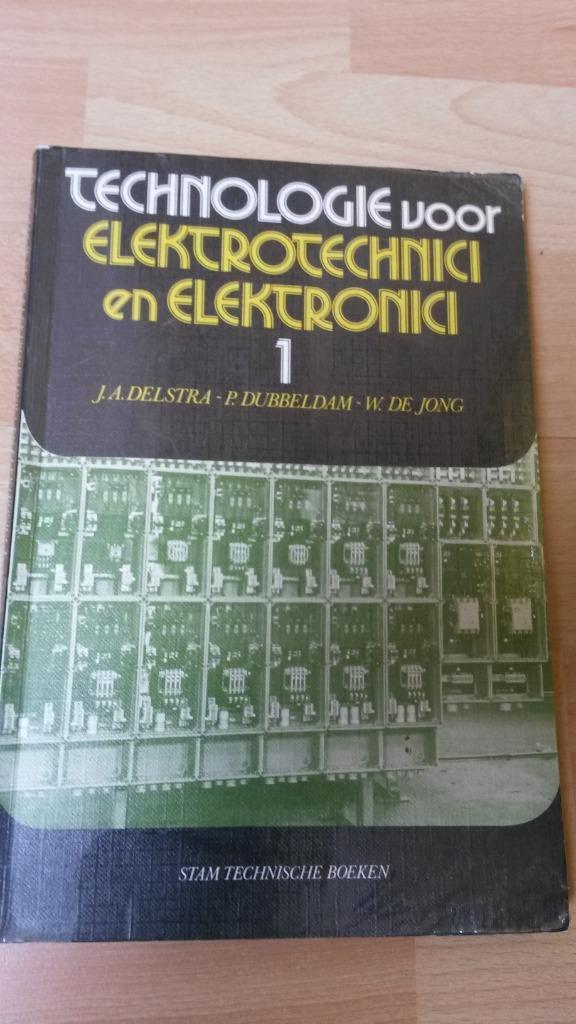 TECHNOLOGIE voor
ELEKTROTECHNICI
en ELEKTRONICI
1
J.A. DELSTRA - P. DUBBELDAM - W. DE JONG
STAM TECHNISCHE BOEKEN